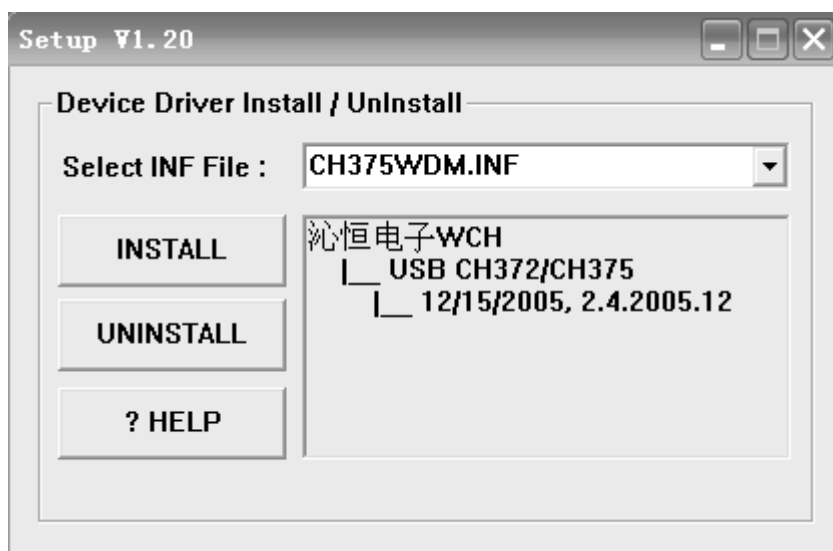 Setup V1.20
Device Driver Install / UnInstall
Select INF File :
CH375WDM.INF
INSTALL
沁恒电子WCH
|__ USB CH372/CH375
|__ 12/15/2005, 2.4.2005.12
UNINSTALL
? HELP